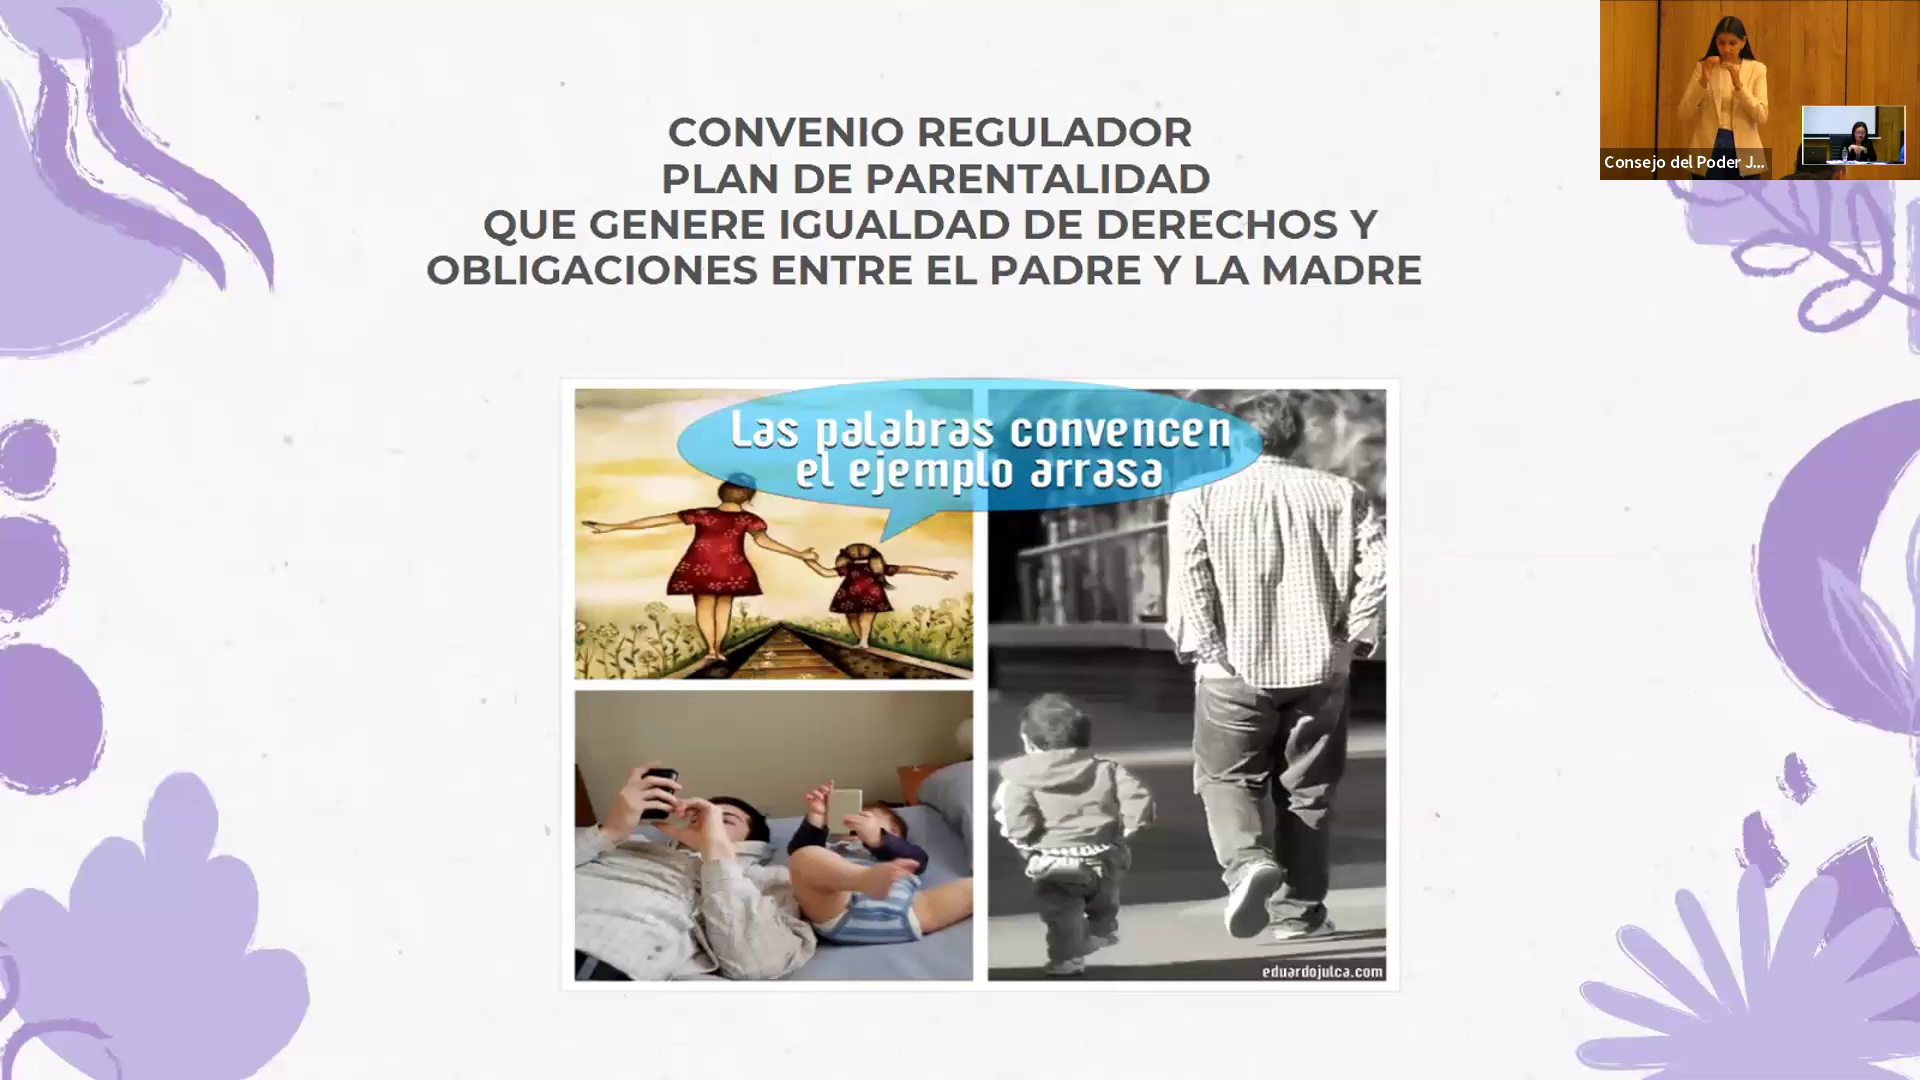 CONVENIO REGULADOR
PLAN DE PARENTALIDAD
QUE GENERE IGUALDAD DE DERECHOS Y
OBLIGACIONES ENTRE EL PADRE Y LA MADRE
Las palabras convencen
el ejemplo arrasa
eduardojulca.com
Consejo del Poder J...